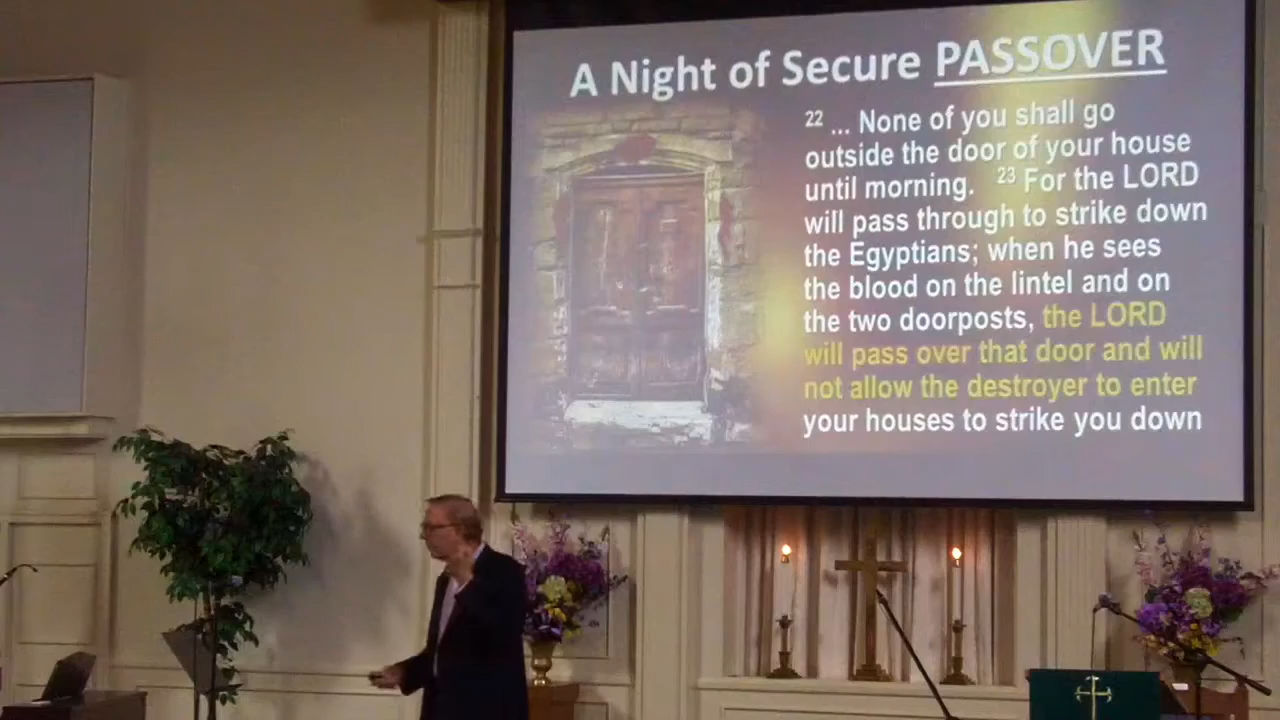 A Night of Secure PASSOVER
22 ... None of you shall go
outside the door of your house
until morning. 23 For the LORD
will pass through to strike down
the Egyptians; when he sees
the blood on the lintel and on
the two doorposts, the LORD
will pass over that door and will
not allow the destroyer to enter
your houses to strike you down